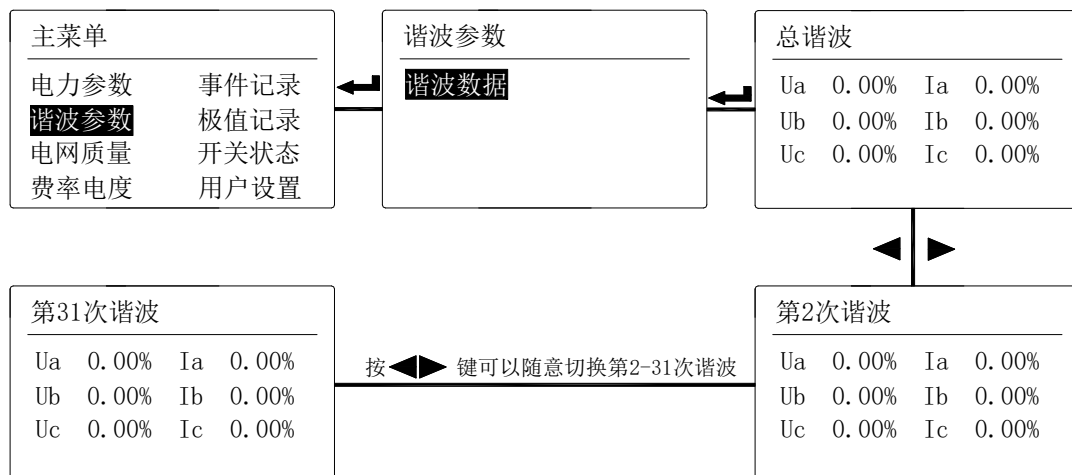 主菜单
电力参数 事件记录
谐波参数 极值记录
电网质量 开关状态
费率电度 用户设置
谐波参数
谐波数据
总谐波
Ua 0.00% Ia 0.00%
Ub 0.00% Ib 0.00%
Uc 0.00% Ic 0.00%
第31次谐波
Ua 0.00% Ia 0.00%
Ub 0.00% Ib 0.00%
Uc 0.00% Ic 0.00%
按◀▶ 键可以随意切换第2-31次谐波
第2次谐波
Ua 0.00% Ia 0.00%
Ub 0.00% Ib 0.00%
Uc 0.00% Ic 0.00%